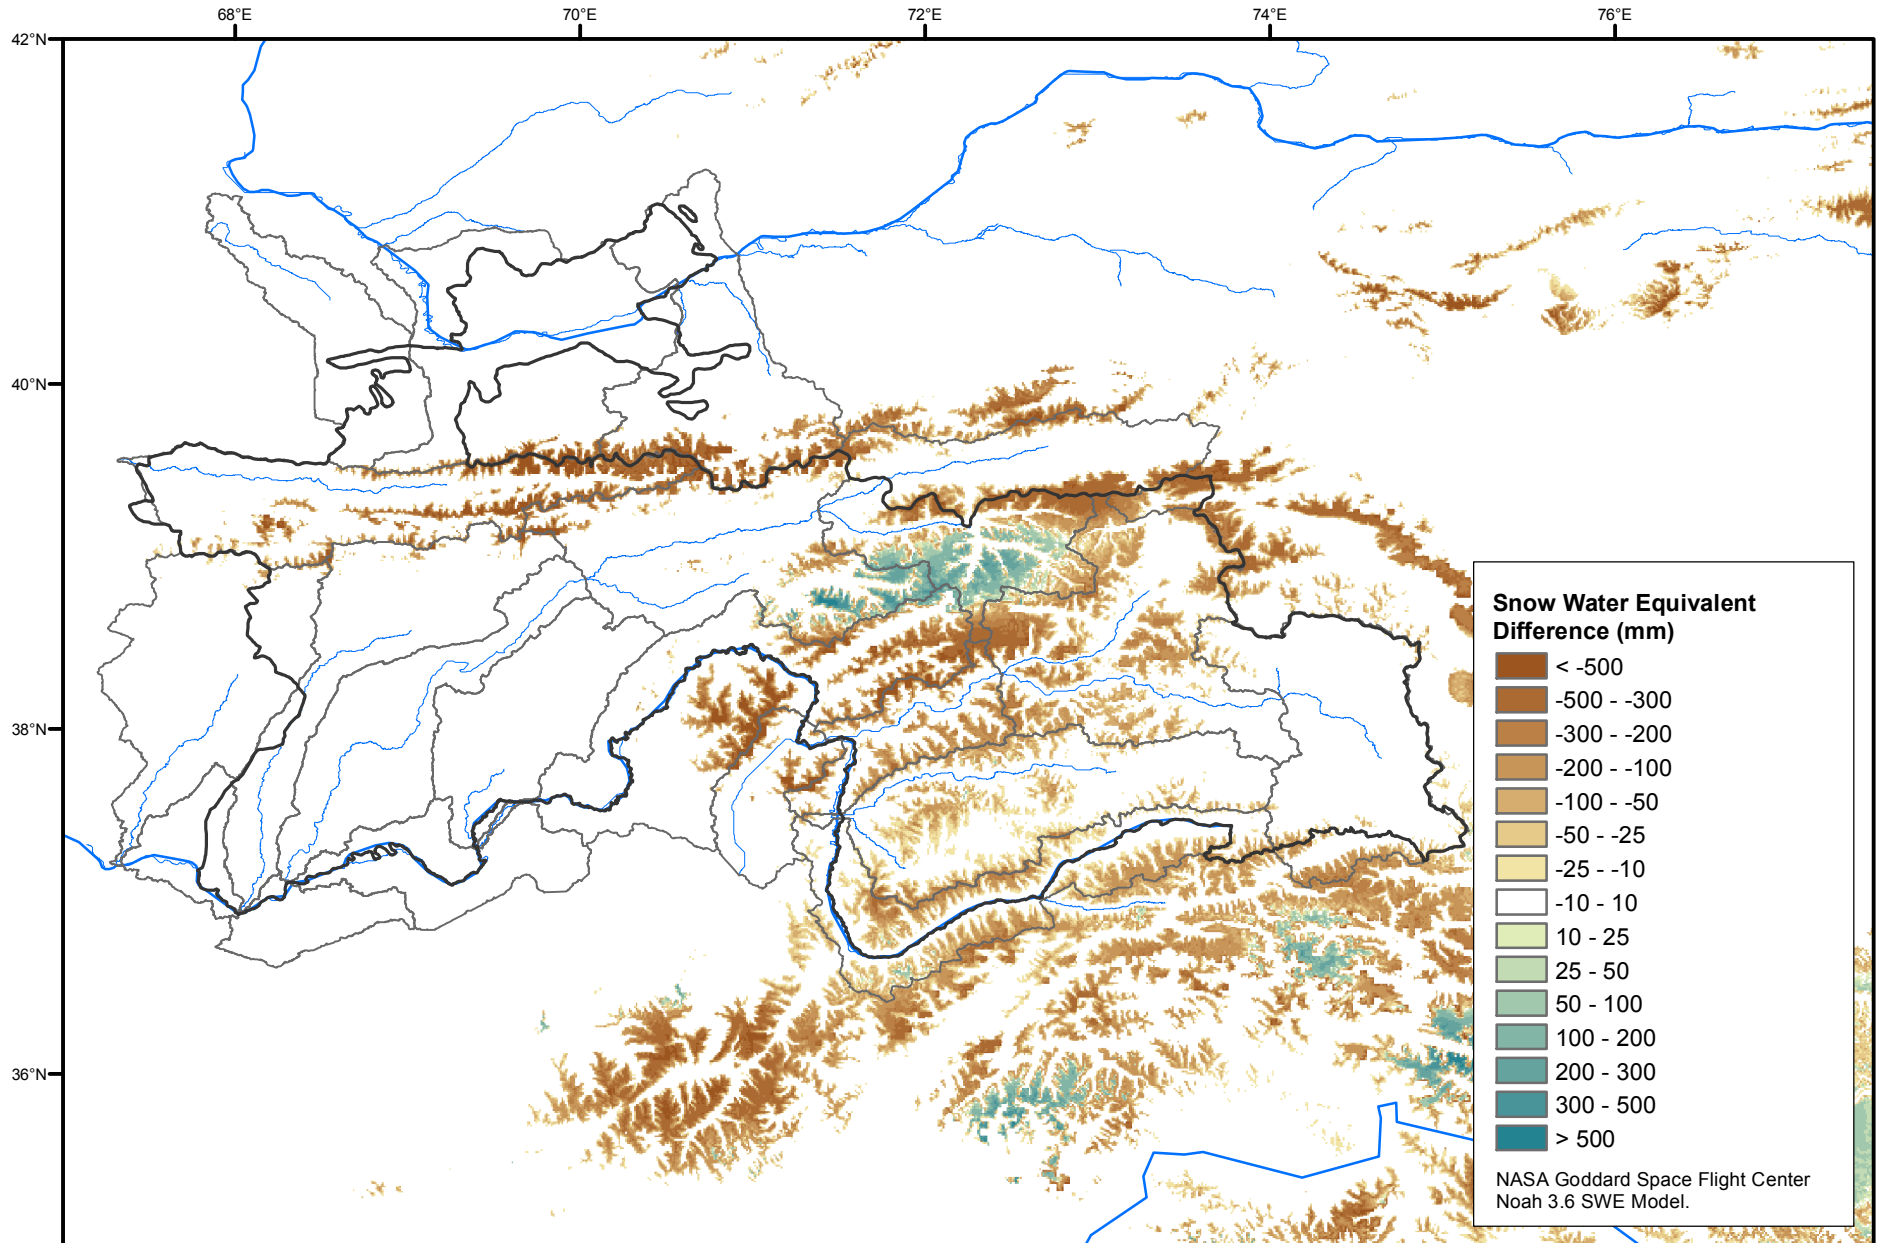 68°E
70°E
72°E
74°E
76°E
42°N
40°N
38°N
36°N
Snow Water Equivalent
Difference (mm)
< -500
-500 - -300
-300 - -200
-200 - -100
-100 - -50
-50 - -25
-25 - -10
-10 - 10
10 - 25
25 - 50
50 - 100
100 - 200
200 - 300
300 - 500
> 500
NASA Goddard Space Flight Center
Noah 3.6 SWE Model.